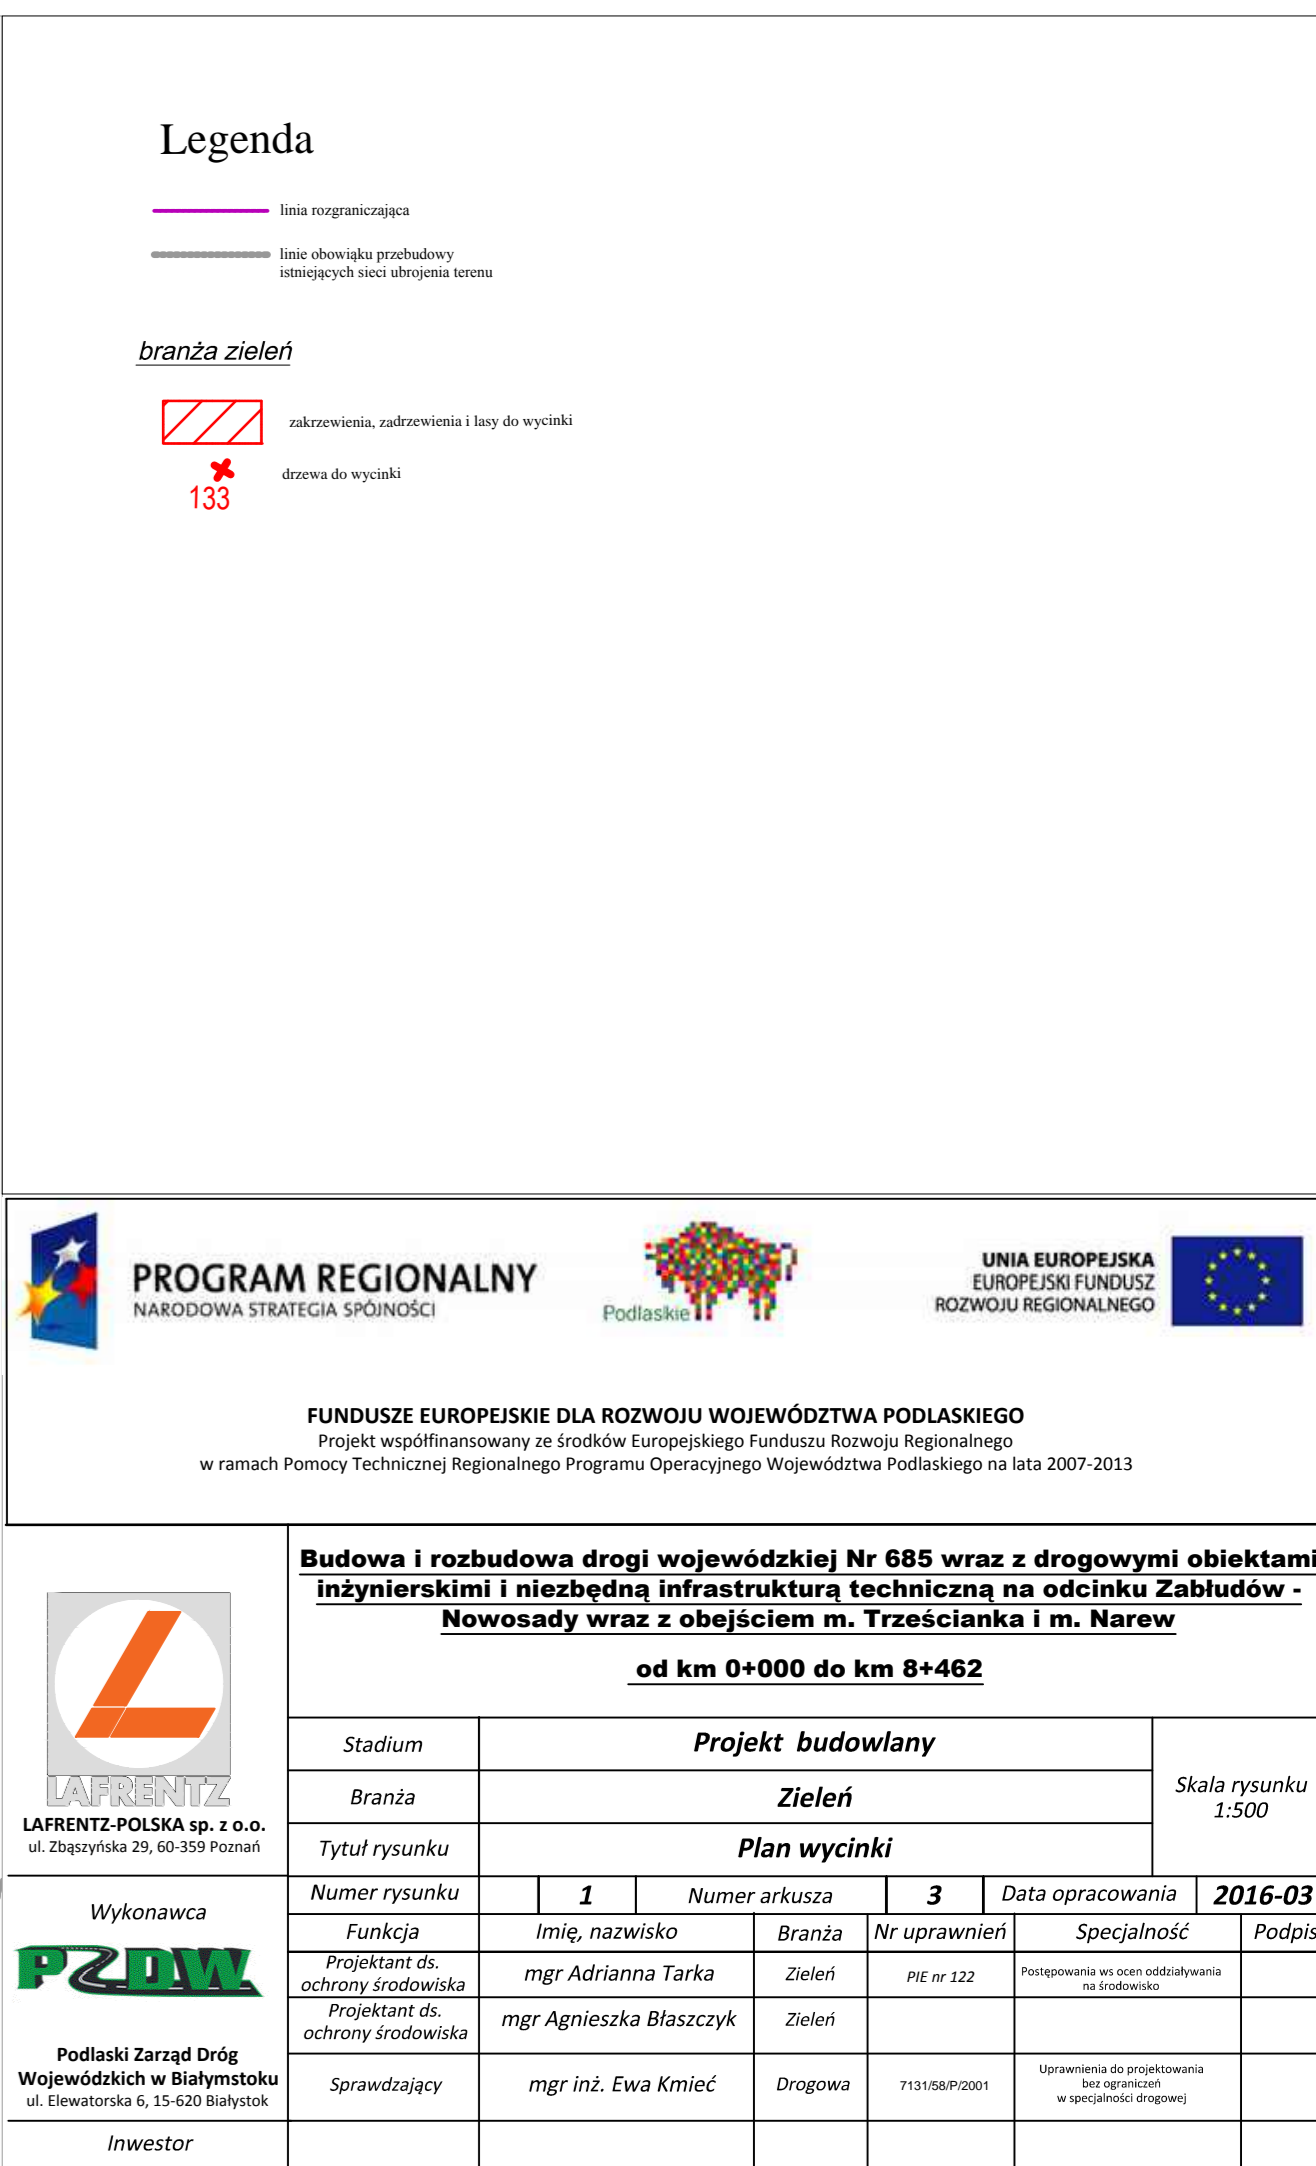 Legenda
linia rozgraniczająca
linie obowiąku przebudowy
istniejących sieci ubrojenia terenu
branża zieleń
zakrzewienia, zadrzewienia i lasy do wycinki
drzewa do wycinki
133
PROGRAM REGIONALNY
NARODOWA STRATEGIA SPÓJNOŚCI
Podlaskie
UNIA EUROPEJSKA
EUROPEJSKI FUNDUSZ
ROZWOJU REGIONALNEGO
FUNDUSZE EUROPEJSKIE DLA ROZWOJU WOJEWÓDZTWA PODLASKIEGO
Projekt współfinansowany ze środków Europejskiego Funduszu Rozwoju Regionalnego
w ramach Pomocy Technicznej Regionalnego Programu Operacyjnego Województwa Podlaskiego na lata 2007-2013
Budowa i rozbudowa drogi wojewódzkiej Nr 685 wraz z drogowymi obiektami
inżynierskimi i niezbędną infrastrukturą techniczną na odcinku Zabłudów -
Nowosady wraz z obejściem m. Trześcianka i m. Narew
od km 0+000 do km 8+462
LAFRENTZ
LAFRENTZ-POLSKA sp. z o.o.
ul. Zbąszyńska 29, 60-359 Poznań
Wykonawca
Stadium
Projekt budowlany
Skala rysunku
1:500
Branża
Zieleń
Tytuł rysunku
Plan wycinki
Numer rysunku
1
Numer arkusza
3
Data opracowania
2016-03
Funkcja
Imię, nazwisko
Branża
Nr uprawnień
Specjalność
Podpis
Projektant ds.
ochrony środowiska
mgr Adrianna Tarka
Zieleń
PIE nr 122
Postępowania ws ocen oddziaływania
na środowisko
Projektant ds.
ochrony środowiska
mgr Agnieszka Błaszczyk
Zieleń
Sprawdzający
mgr inż. Ewa Kmieć
Drogowa
7131/58/P/2001
Uprawnienia do projektowania
bez ograniczeń
w specjalności drogowej
PZDW
Podlaski Zarząd Dróg
Wojewódzkich w Białymstoku
ul. Elewatorska 6, 15-620 Białystok
Inwestor